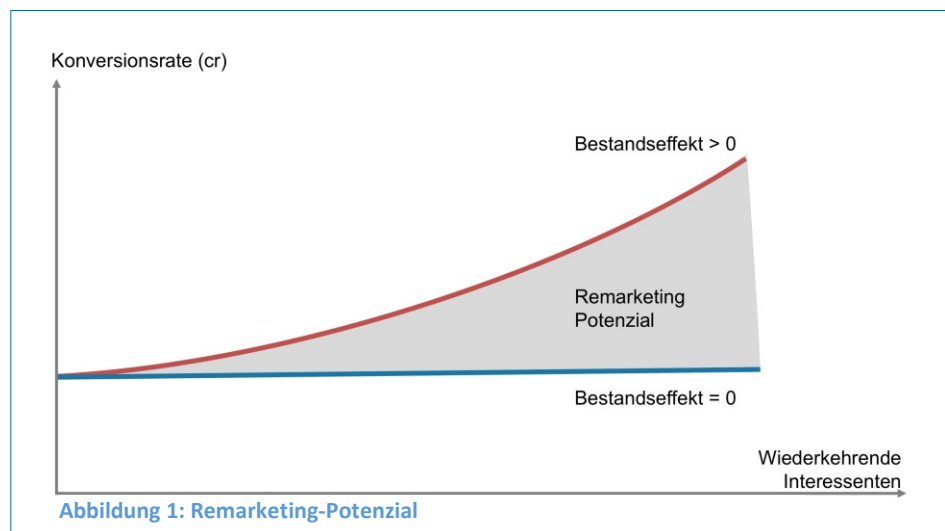 Konversionsrate (cr)
Bestandseffekt > 0
Remarketing
Potenzial
Bestandseffekt = 0
Wiederkehrende
Interessenten
Abbildung 1: Remarketing-Potenzial